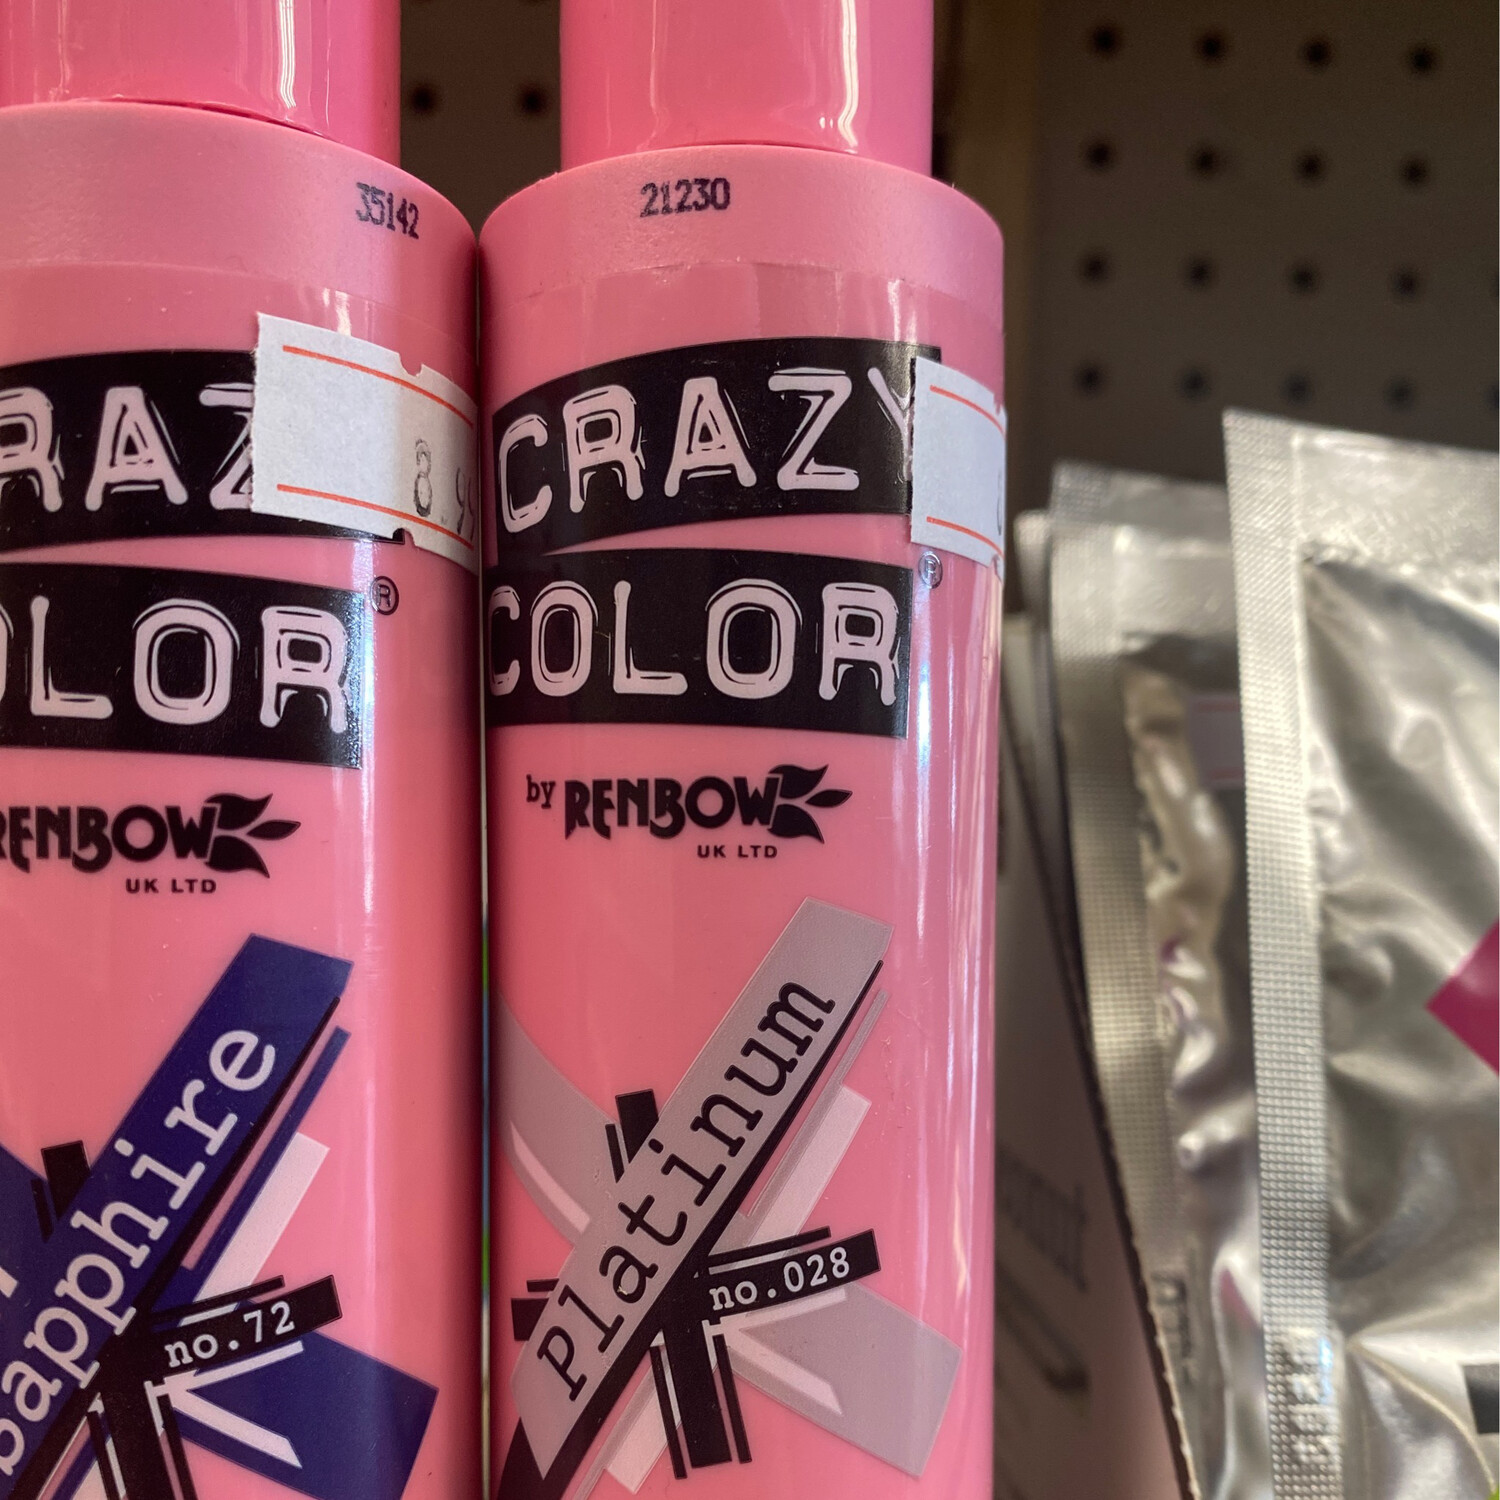 35142
8.99
RAZ
OLOR®
RENBOW
UK LTD
Sapphire
no.72
21230
CRAZY
COLOR®
by RENBOW
UK LTD
Platinum
no.028